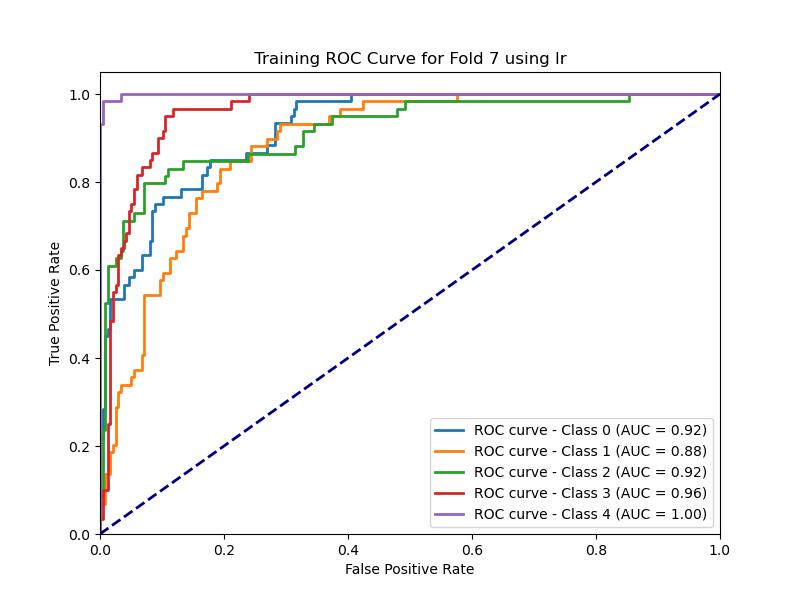 Training ROC Curve for Fold 7 using lr
True Positive Rate
1.0
0.8
0.6
0.4
0.2
0.0
ROC curve - Class 0 (AUC = 0.92)
ROC curve - Class 1 (AUC = 0.88)
ROC curve - Class 2 (AUC = 0.92)
ROC curve - Class 3 (AUC = 0.96)
ROC curve - Class 4 (AUC = 1.00)
0.0 0.2 0.4 0.6 0.8 1.0
False Positive Rate